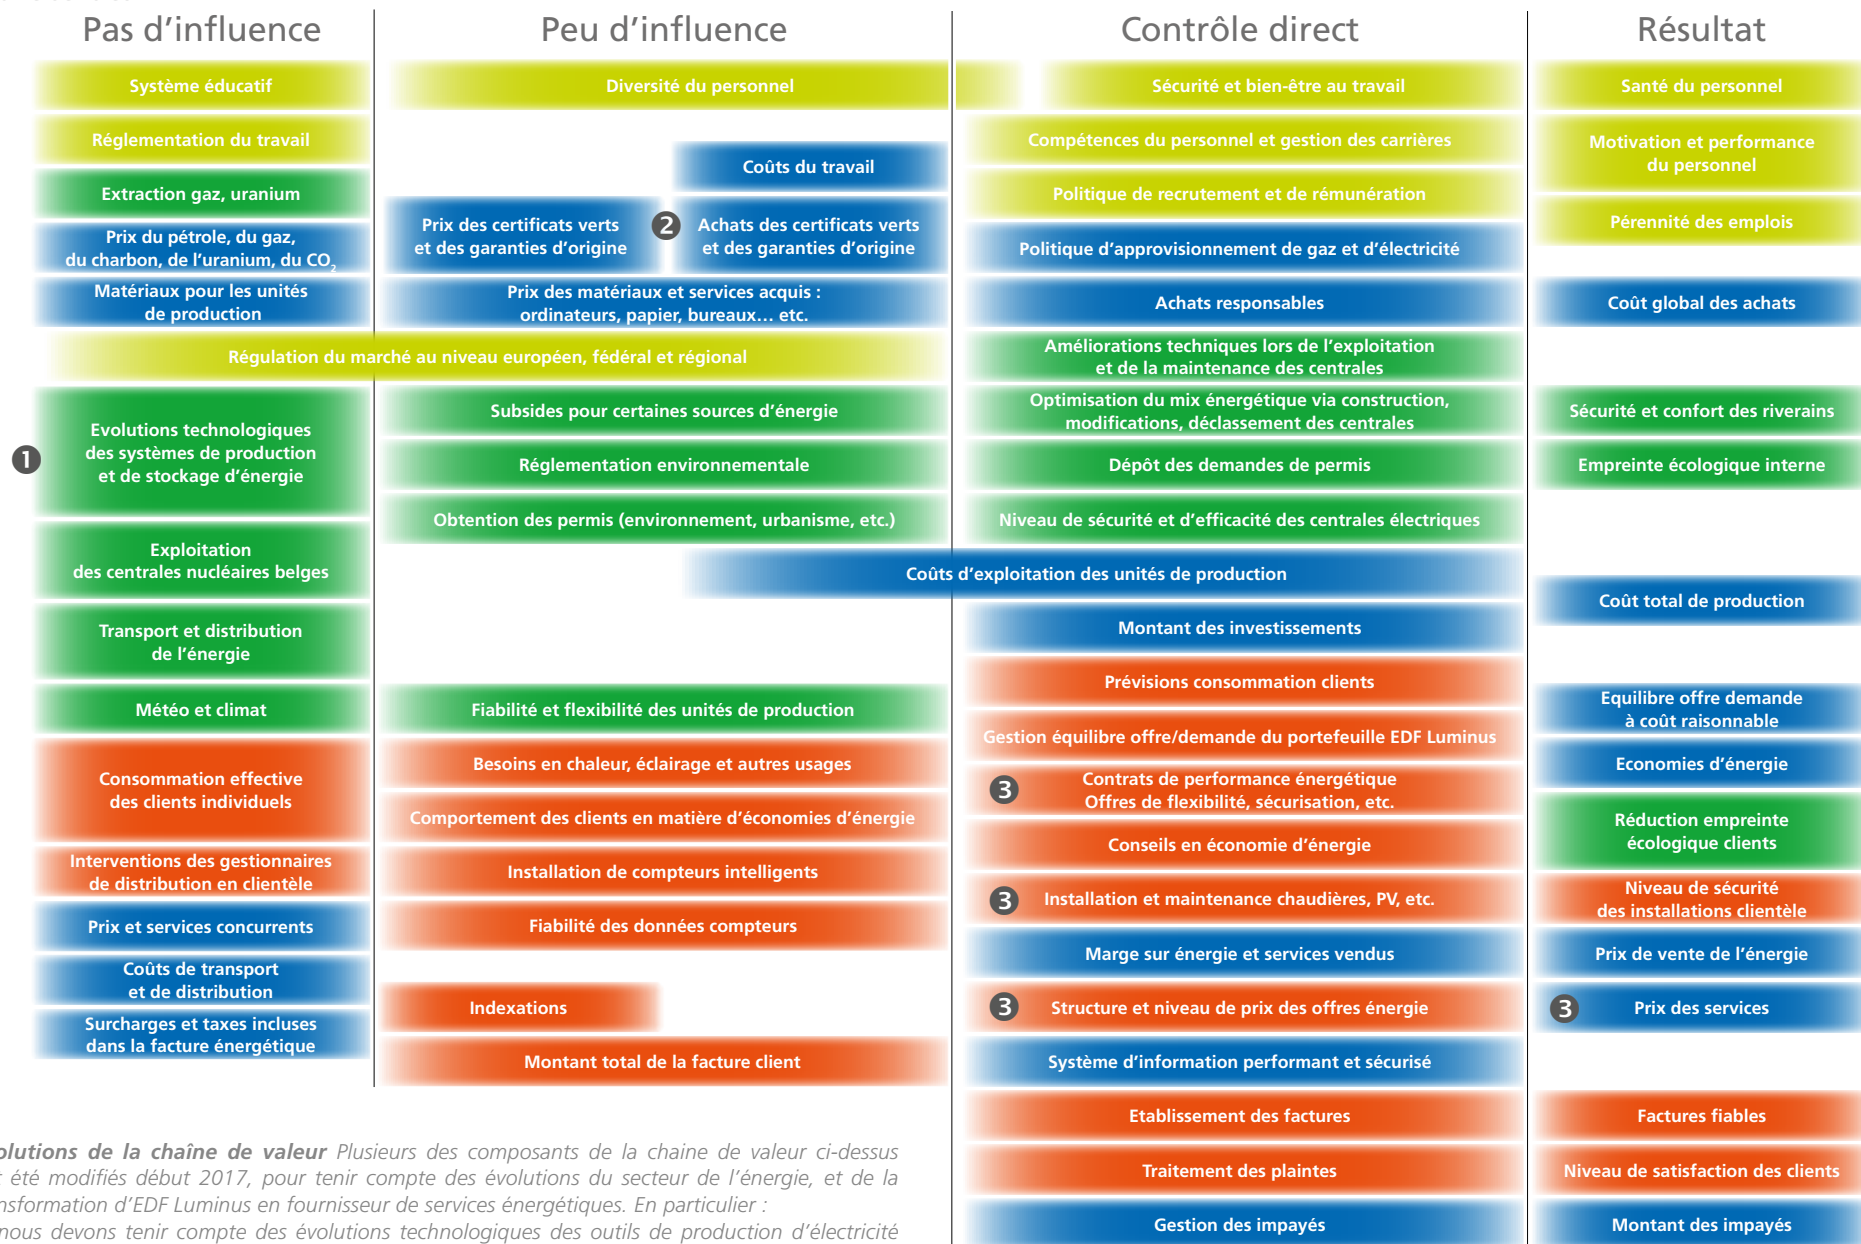 Pas d'influence
Système éducatif
Réglementation du travail
Extraction gaz, uranium
Prix du pétrole, du gaz,
du charbon, de l'uranium, du CO2
Matériaux pour les unités
de production
Régulation du marché au niveau européen, fédéral et régional
1
Evolutions technologiques
des systèmes de production
et de stockage d'énergie
Exploitation
des centrales nucléaires belges
Transport et distribution
de l'énergie
Météo et climat
Consommation effective
des clients individuels
Interventions des gestionnaires
de distribution en clientèle
Prix et services concurrents
Coûts de transport
et de distribution
Surcharges et taxes incluses
dans la facture énergétique
Peu d'influence
Diversité du personnel
Coûts du travail
Prix des certificats verts
et des garanties d'origine
2
Achats des certificats verts
et des garanties d'origine
Prix des matériaux et services acquis :
ordinateurs, papier, bureaux… etc.
Subsides pour certaines sources d'énergie
Réglementation environnementale
Obtention des permis (environnement, urbanisme, etc.)
Coûts d'exploitation des unités de production
Fiabilité et flexibilité des unités de production
Besoins en chaleur, éclairage et autres usages
Comportement des clients en matière d'économies d'énergie
Installation de compteurs intelligents
Fiabilité des données compteurs
Indexations
Montant total de la facture client
Contrôle direct
Sécurité et bien-être au travail
Compétences du personnel et gestion des carrières
Politique de recrutement et de rémunération
Politique d'approvisionnement de gaz et d'électricité
Achats responsables
Améliorations techniques lors de l'exploitation
et de la maintenance des centrales
Optimisation du mix énergétique via construction,
modifications, déclassement des centrales
Dépôt des demandes de permis
Niveau de sécurité et d'efficacité des centrales électriques
Montant des investissements
Prévisions consommation clients
Gestion équilibre offre/demande du portefeuille EDF Luminus
3
Contrats de performance énergétique
Offres de flexibilité, sécurisation, etc.
Conseils en économie d'énergie
3
Installation et maintenance chaudières, PV, etc.
Marge sur énergie et services vendus
3
Structure et niveau de prix des offres énergie
Système d'information performant et sécurisé
Etablissement des factures
Traitement des plaintes
Gestion des impayés
Résultat
Santé du personnel
Motivation et performance
du personnel
Pérennité des emplois
Coût global des achats
Sécurité et confort des riverains
Empreinte écologique interne
Coût total de production
Equilibre offre demande
à coût raisonnable
Economies d'énergie
Réduction empreinte
écologique clients
Niveau de sécurité
des installations clientèle
Prix de vente de l'énergie
3
Prix des services
Factures fiables
Niveau de satisfaction des clients
Montant des impayés
olutions de la chaîne de valeur Plusieurs des composants de la chaine de valeur ci-dessus
été modifiés début 2017, pour tenir compte des évolutions du secteur de l'énergie, et de la
nsformation d'EDF Luminus en fournisseur de services énergétiques. En particulier :
nous devons tenir compte des évolutions technologiques des outils de production d'électricité